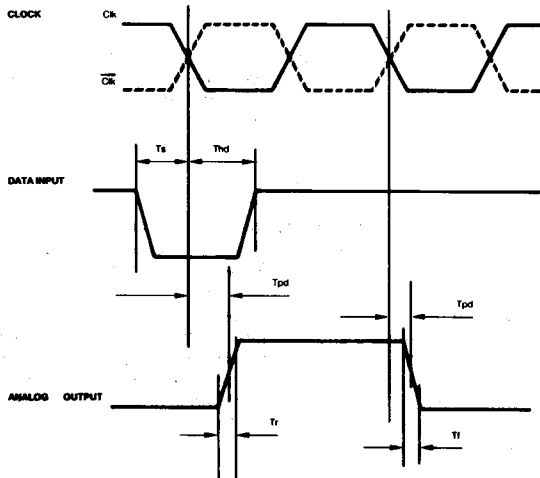 CLOCK Clk
Clk
Ts Thd
DATA INPUT
Tpd Tpd
ANALOG OUTPUT
Tr Tf